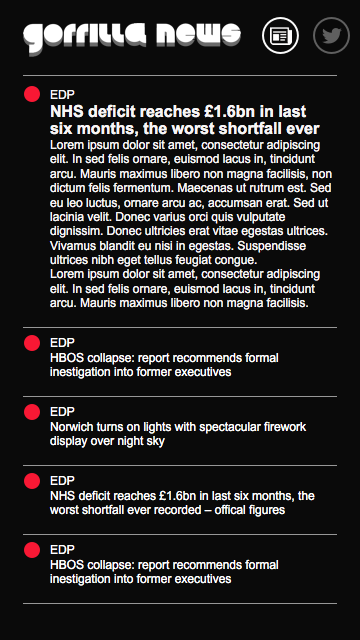 gorrilla news
EDP
NHS deficit reaches £1.6bn in last
six months, the worst shortfall ever
Lorem ipsum dolor sit amet, consectetur adipiscing
elit. In sed felis ornare, euismod lacus in, tincidunt
arcu. Mauris maximus libero non magna facilisis, non
dictum felis fermentum. Maecenas ut rutrum est. Sed
eu leo luctus, ornare arcu ac, accumsan erat. Sed ut
lacinia velit. Donec varius orci quis vulputate
dignissim. Donec ultricies erat vitae egestas ultrices.
Vivamus blandit eu nisi in egestas. Suspendisse
ultrices nibh eget tellus feugiat congue.
Lorem ipsum dolor sit amet, consectetur adipiscing
elit. In sed felis ornare, euismod lacus in, tincidunt
arcu. Mauris maximus libero non magna facilisis.
EDP
HBOS collapse: report recommends formal
inestigation into former executives
EDP
Norwich turns on lights with spectacular firework
display over night sky
EDP
NHS deficit reaches £1.6bn in last six months, the
worst shortfall ever recorded – offical figures
EDP
HBOS collapse: report recommends formal
inestigation into former executives